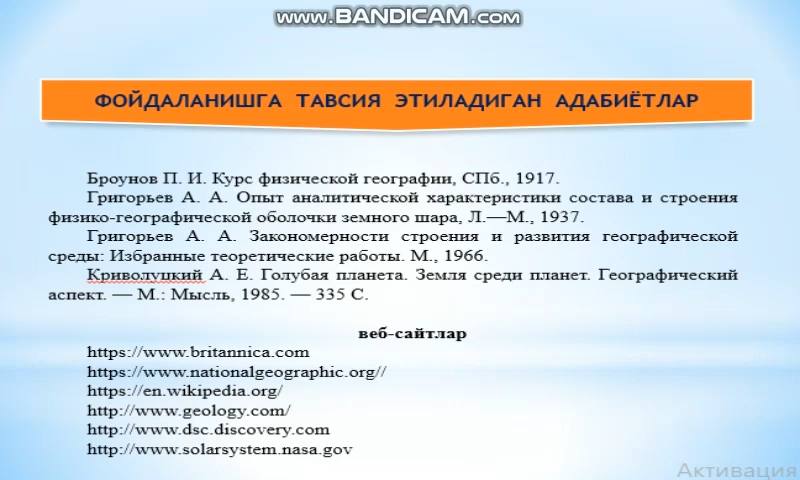 www.BANDICAM.com
ФОЙДАЛАНИШГА ТАВСИЯ ЭТИЛАДИГАН АДАБИЁТЛАР
Броунов П. И. Курс физической географии, СПб., 1917.
Григорьев А. А. Опыт аналитической характеристики состава и строения
физико-географической оболочки земного шара, Л.—М., 1937.
Григорьев А. А. Закономерности строения и развития географической
среды: Избранные теоретические работы. М., 1966.
Криволуцкий А. Е. Голубая планета. Земля среди планет. Географический
аспект. — М.: Мысль, 1985. — 335 С.
веб-сайтлар
https://www.britannica.com
https://www.nationalgeographic.org//
https://en.wikipedia.org/
http://www.geology.com/
http://www.dsc.discovery.com
http://www.solarsystem.nasa.gov
Активация